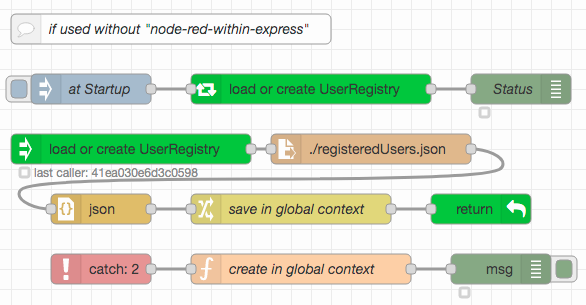 if used without "node-red-within-express"
at Startup
load or create UserRegistry
Status
load or create UserRegistry
./registeredUsers.json
last caller: 41ea030e6d3c0598
json
save in global context
return
catch: 2
create in global context
msg